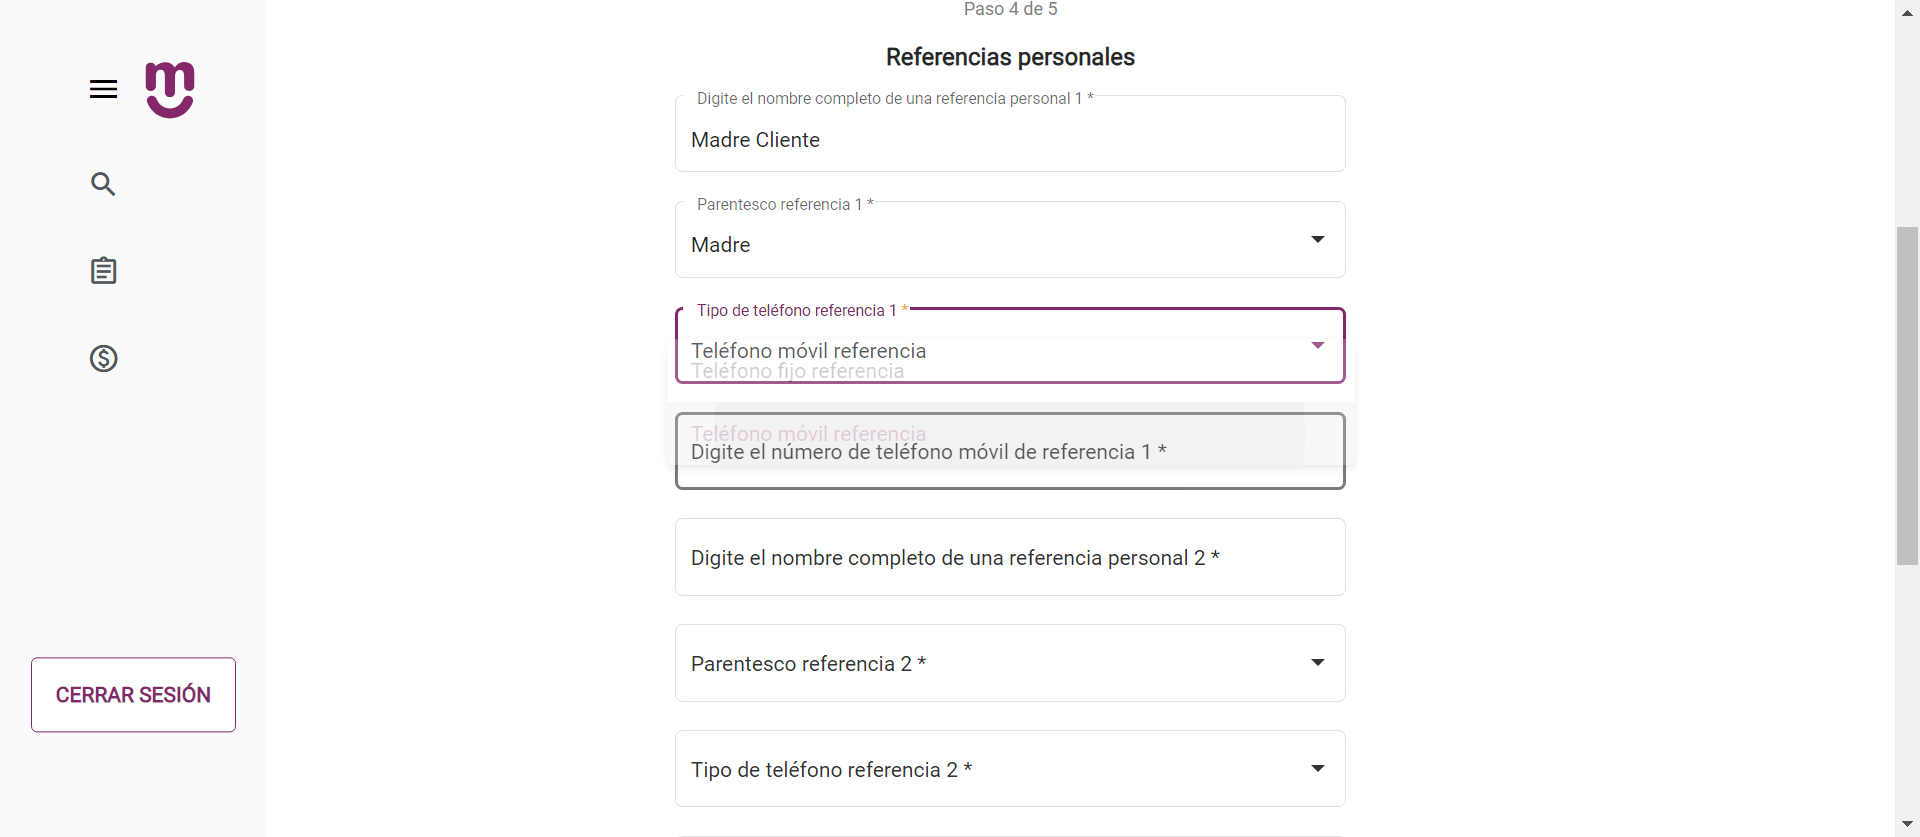 Paso 4 de 5
Referencias personales
Digite el nombre completo de una referencia personal 1 *
Madre Cliente
Parentesco referencia 1 *
Madre
Tipo de teléfono referencia 1 *
Teléfono móvil referencia
Teléfono fijo referencia
Teléfono móvil referencia
Digite el número de teléfono móvil de referencia 1 *
Digite el nombre completo de una referencia personal 2 *
Parentesco referencia 2 *
CERRAR SESIÓN
Tipo de teléfono referencia 2 *